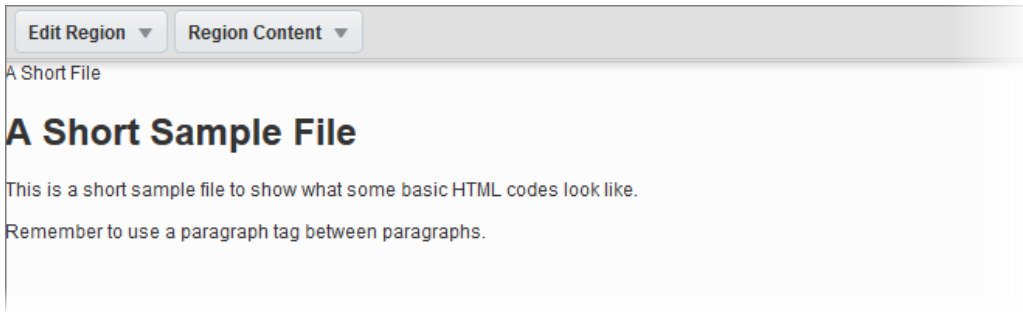 Edit Region Region Content
A Short File
A Short Sample File
This is a short sample file to show what some basic HTML codes look like.
Remember to use a paragraph tag between paragraphs.